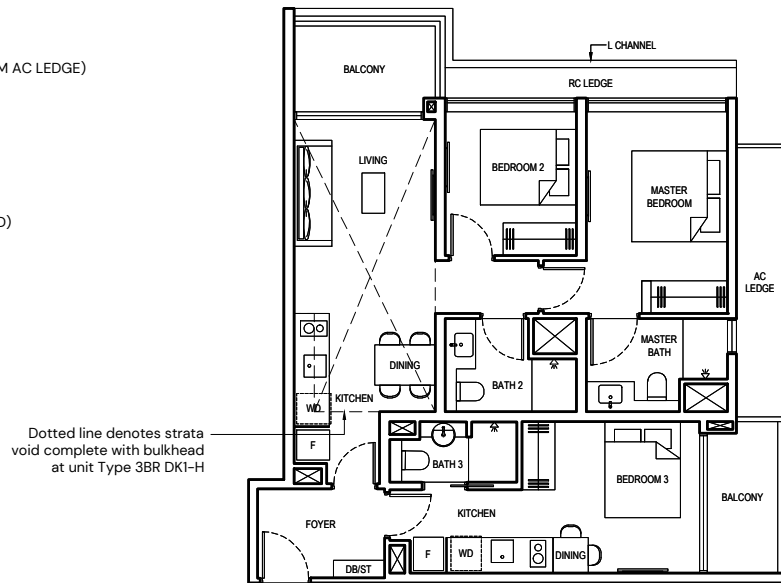 M AC LEDGE)
L CHANNEL
BALCONY
RC LEDGE
LIVING
BEDROOM 2
MASTER
BEDROOM
D)
AC
LEDGE
MASTER
BATH
DINING
BATH 2
KITCHEN
WD
Dotted line denotes strata
void complete with bulkhead
at unit Type 3BR DK1-H
F
BATH 3
BEDROOM 3
BALCONY
KITCHEN
FOYER
F
WD
DINING
DB/ST